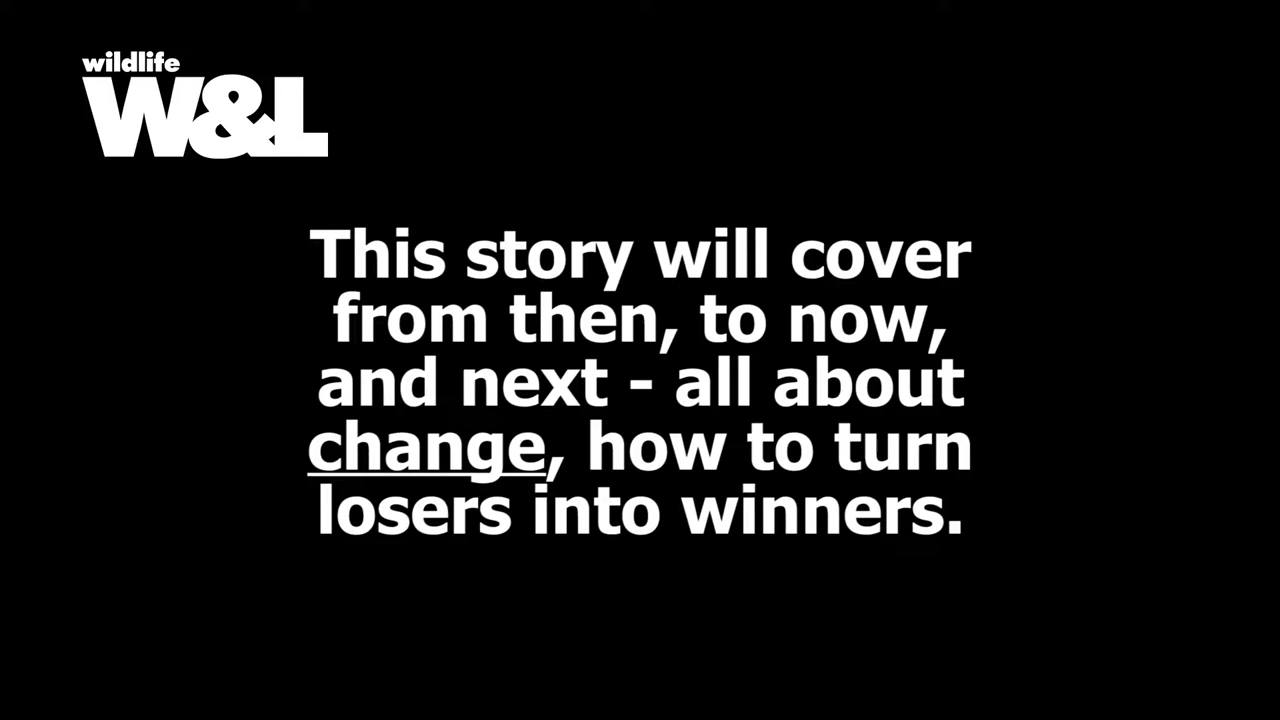 wildlife
W&L
This story will cover
from then, to now,
and next - all about
change, how to turn
losers into winners.